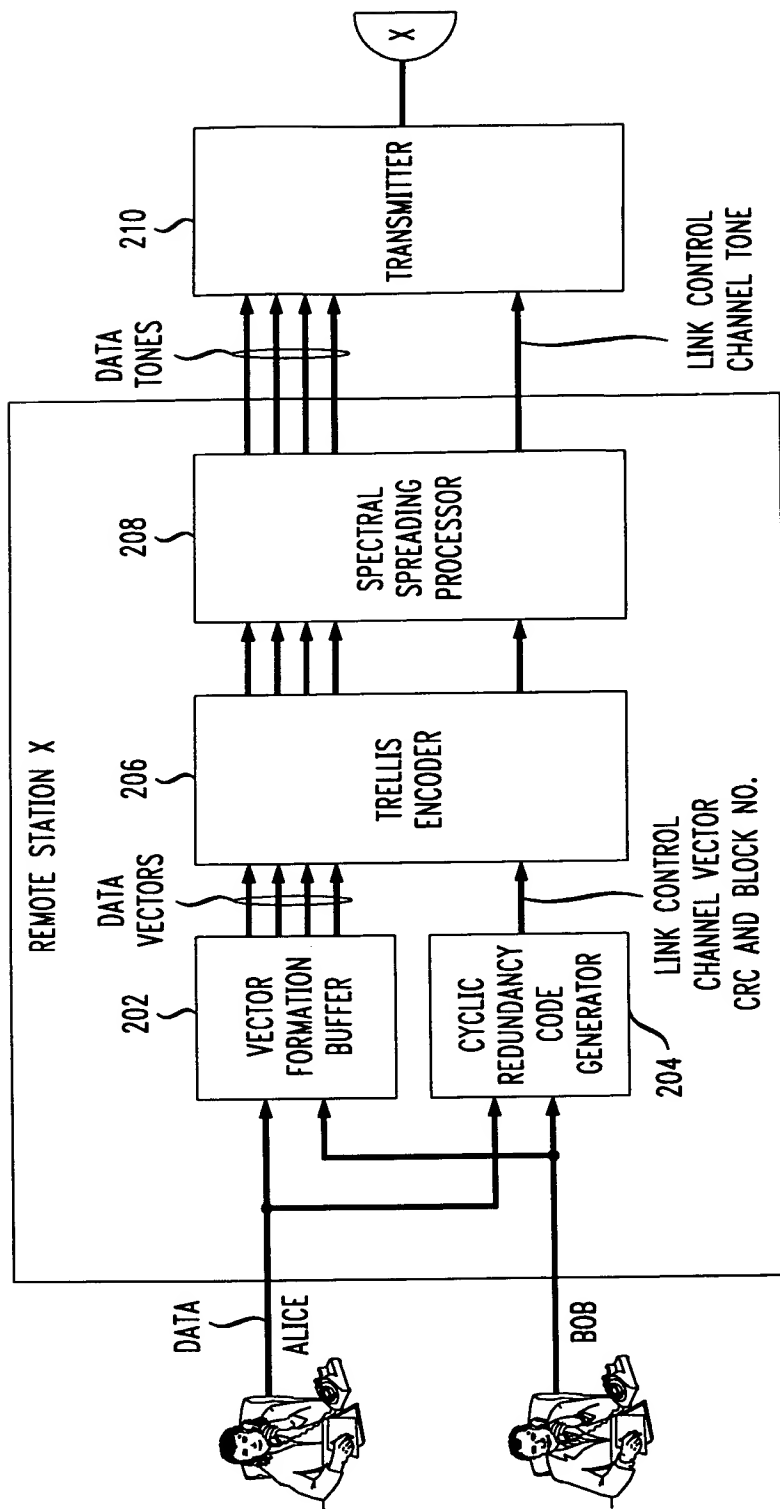 REMOTE STATION X
DATA
ALICE
BOB
202
VECTOR
FORMATION
BUFFER
CYCLIC
REDUNDANCY
CODE
GENERATOR
204
DATA
VECTORS
LINK CONTROL
CHANNEL VECTOR
CRC AND BLOCK NO.
206
TRELLIS
ENCODER
208
SPECTRAL
SPREADING
PROCESSOR
DATA
TONES
LINK CONTROL
CHANNEL TONE
210
TRANSMITTER
X